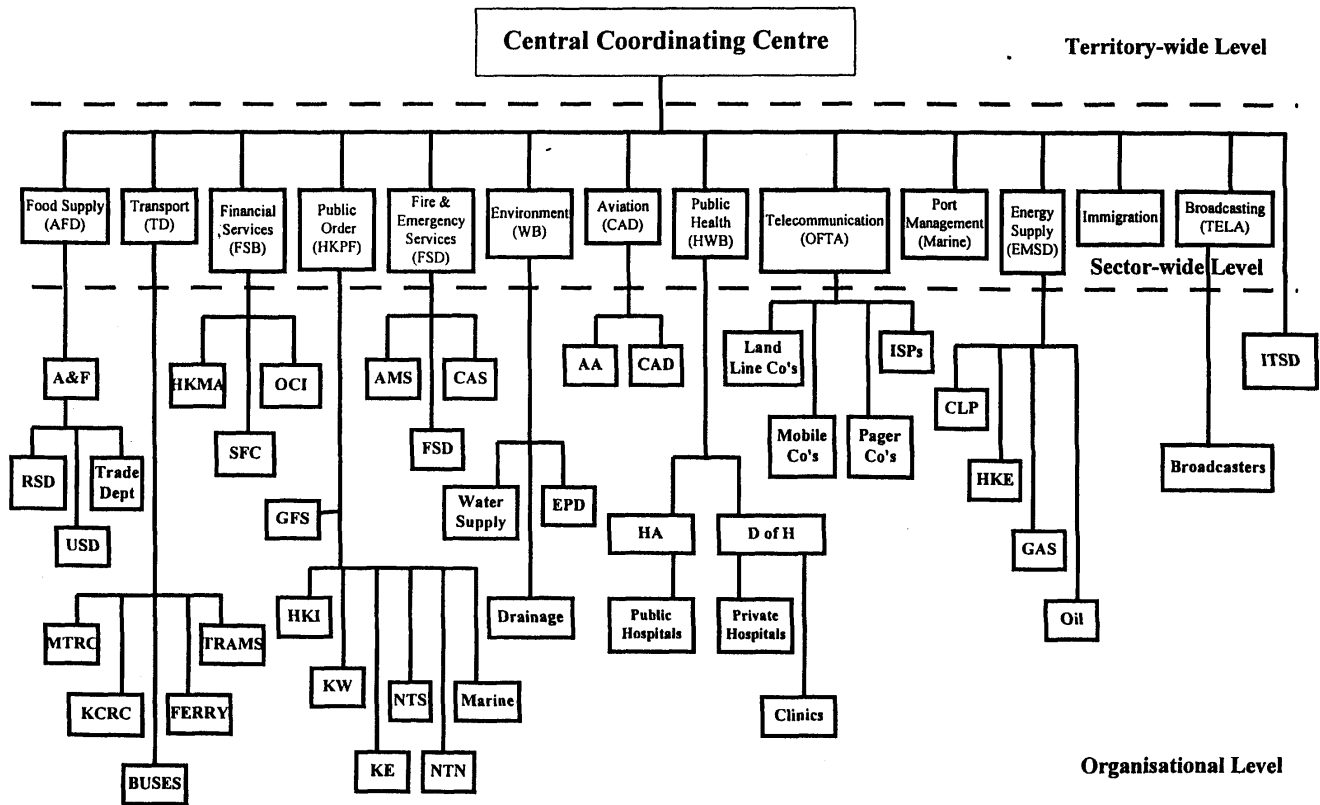 Central Coordinating Centre
Territory-wide Level
Food Supply
(AFD)
Transport
(TD)
Financial
Services
(FSB)
Public
Order
(HKPF)
Fire &
Emergency
Services
(FSD)
Environment
(WB)
Aviation
(CAD)
Public
Health
(HWB)
Telecommunication
(OFTA)
Port
Management
(Marine)
Energy
Supply
(EMSD)
Immigration
Broadcasting
(TELA)
Sector-wide Level
A&F
RSD
Trade
Dept
USD
MTRC
TRAMS
KCRC
FERRY
BUSES
HKMA
OCI
SFC
GFS
HKI
KW
NTS
Marine
KE
NTN
AMS
CAS
FSD
Water
Supply
EPD
Drainage
AA
CAD
HA
D of H
Public
Hospitals
Private
Hospitals
Clinics
Land
Line Co's
ISPs
Mobile
Co's
Pager
Co's
CLP
HKE
GAS
Oil
Broadcasters
ITSD
Organisational Level